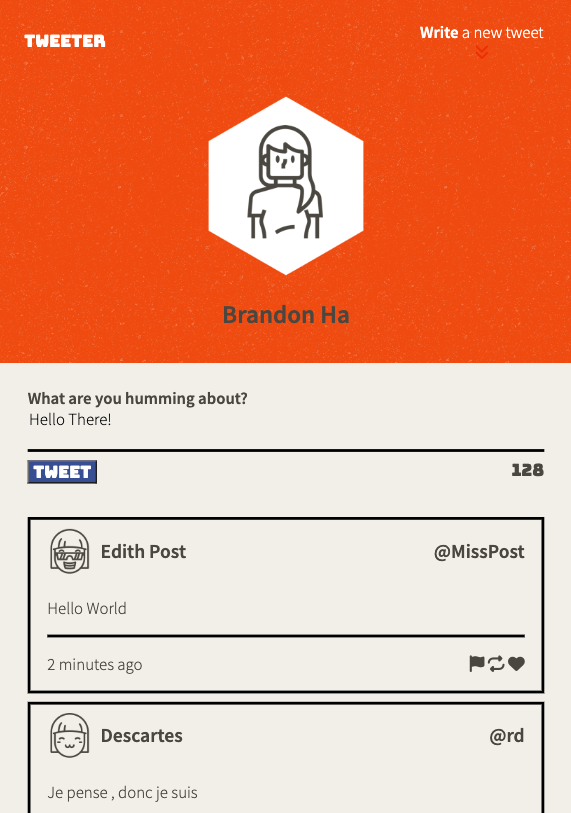 TWEETER
Write a new tweet
Brandon Ha
What are you humming about?
Hello There!
TWEET
128
Edith Post
@MissPost
Hello World
2 minutes ago
Descartes
@rd
Je pense , donc je suis